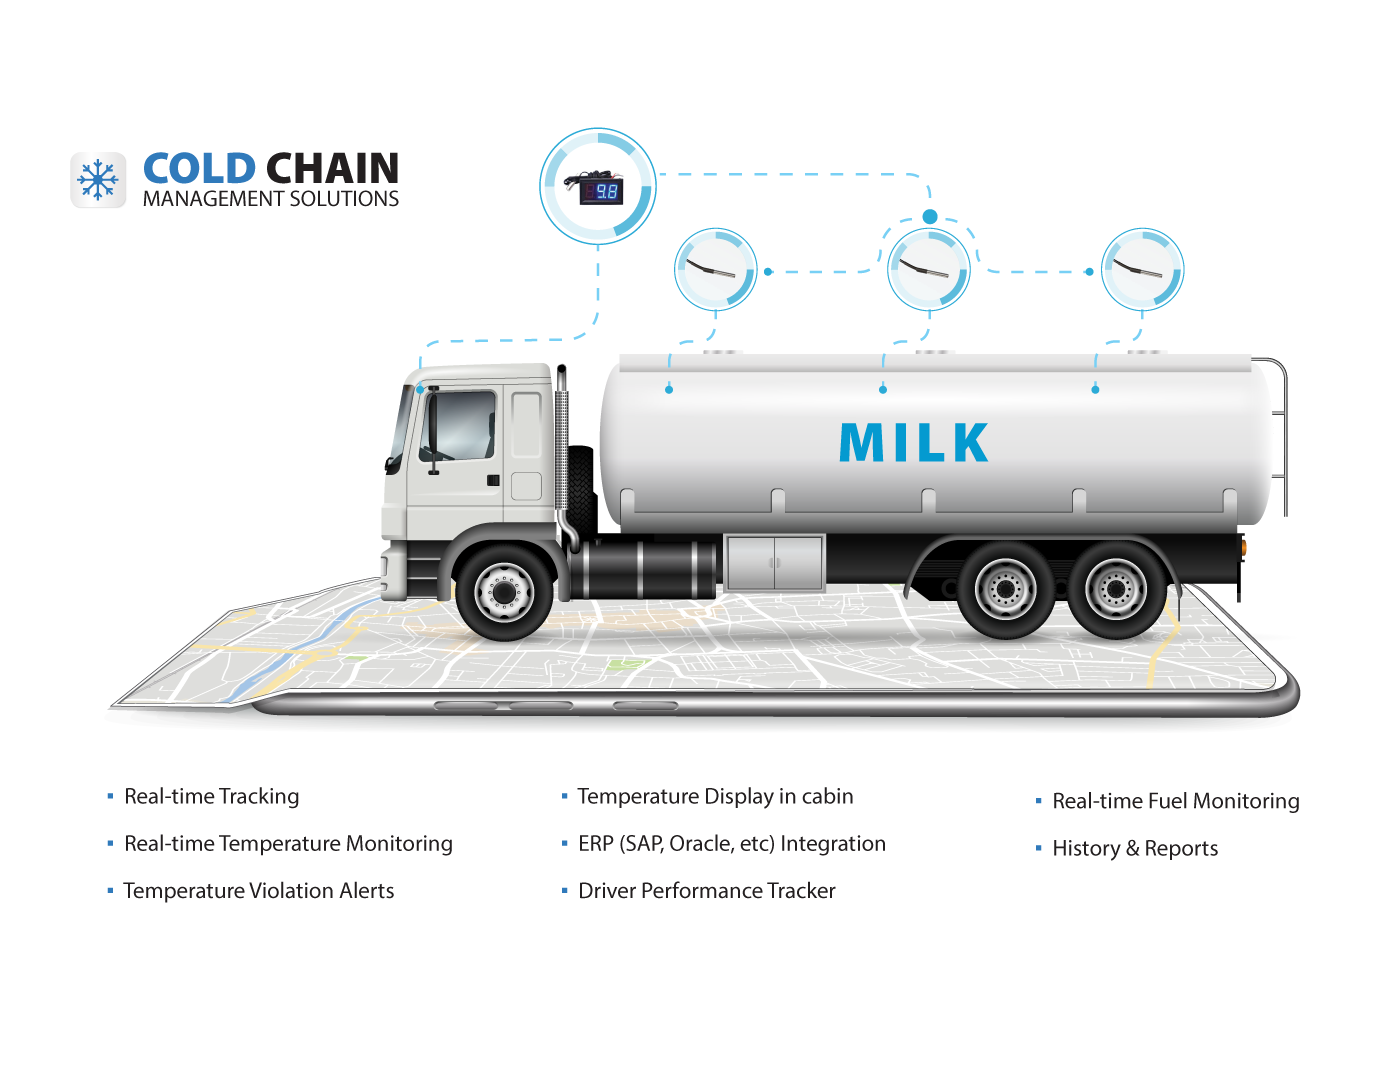 COLD CHAIN
MANAGEMENT SOLUTIONS
9.8
MILK
▪ Real-time Tracking
▪ Real-time Temperature Monitoring
▪ Temperature Violation Alerts
▪ Temperature Display in cabin
▪ ERP (SAP, Oracle, etc) Integration
▪ Driver Performance Tracker
▪ Real-time Fuel Monitoring
▪ History & Reports